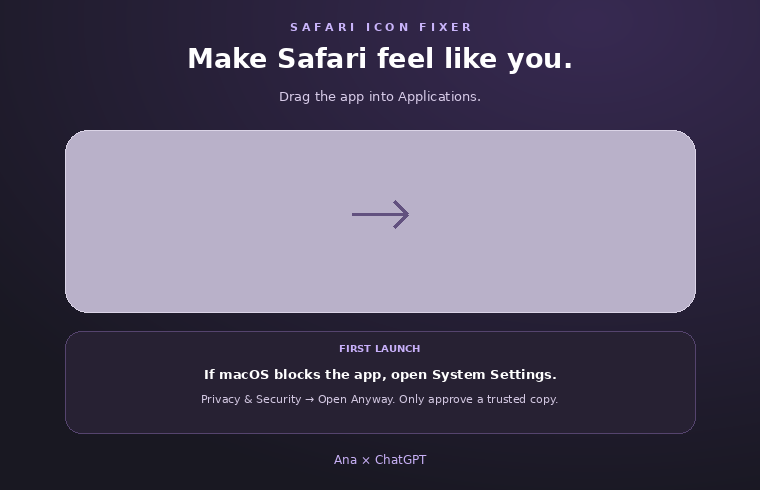 SAFARI ICON FIXER
Make Safari feel like you.
Drag the app into Applications.
FIRST LAUNCH
If macOS blocks the app, open System Settings.
Privacy & Security → Open Anyway. Only approve a trusted copy.
Ana × ChatGPT